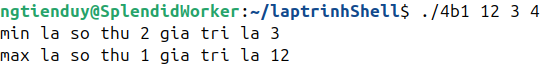 ngtienduy@SplendidWorker:~/laptrinhShell$ ./4b1 12 3 4
min la so thu 2 gia tri la 3
max la so thu 1 gia tri la 12